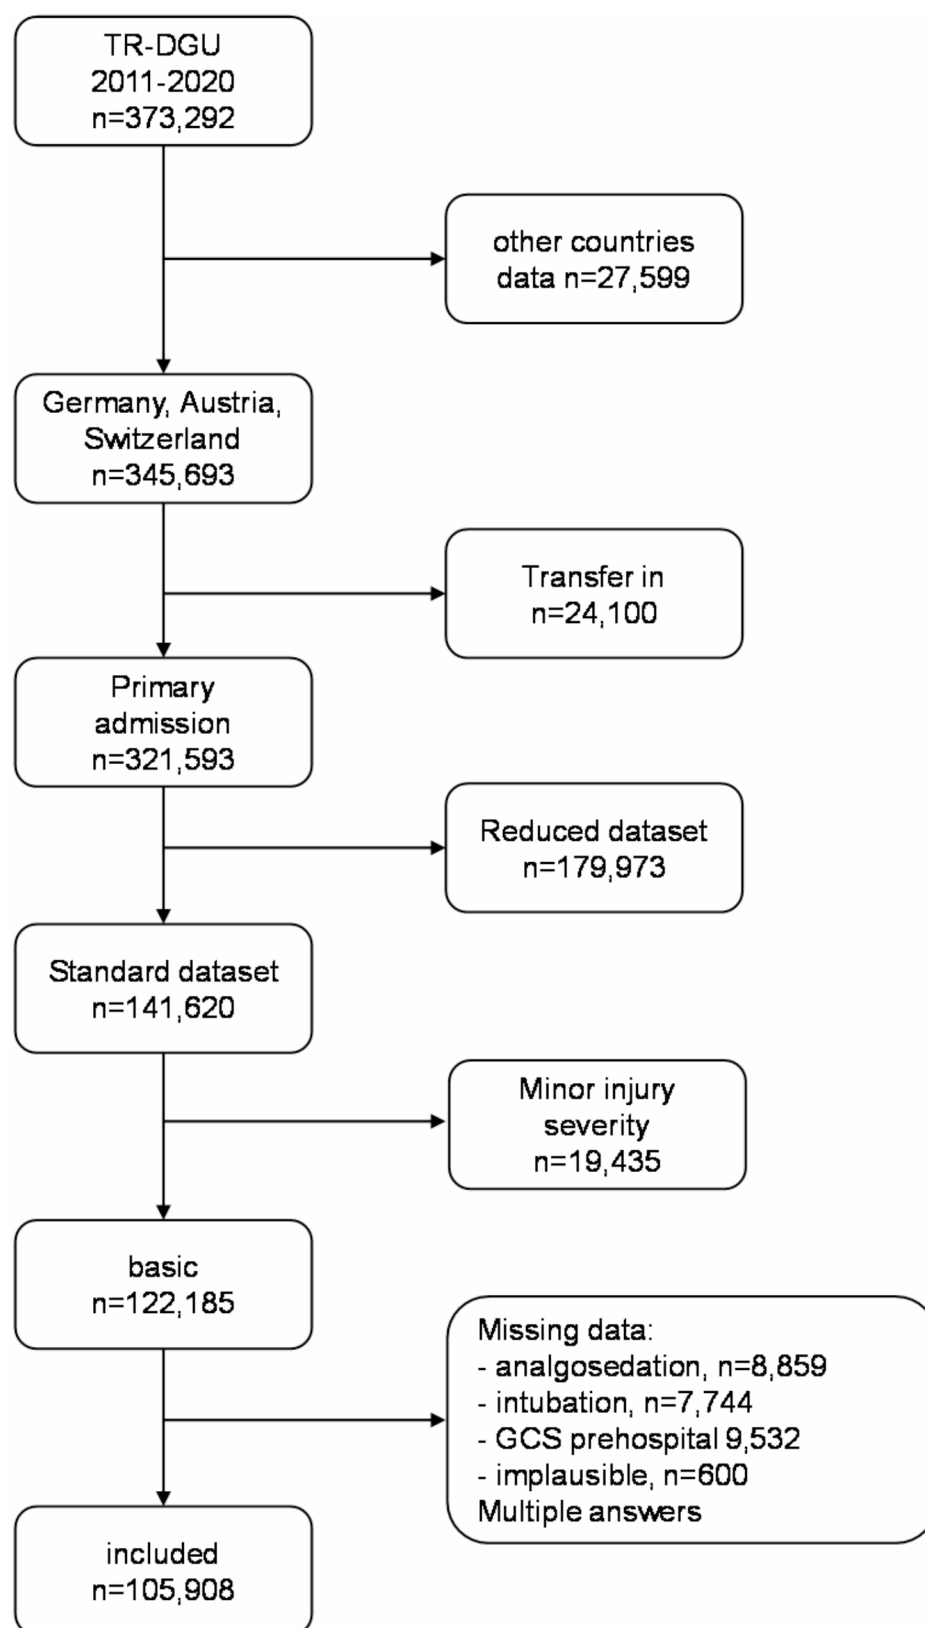 TR-DGU
2011-2020
n=373,292
other countries
data n=27,599
Germany, Austria,
Switzerland
n=345,693
Transfer in
n=24,100
Primary
admission
n=321,593
Reduced dataset
n=179,973
Standard dataset
n=141,620
Minor injury
severity
n=19,435
basic
n=122,185
Missing data:
- analgosedation, n=8,859
- intubation, n=7,744
- GCS prehospital 9,532
- implausible, n=600
Multiple answers
included
n=105,908